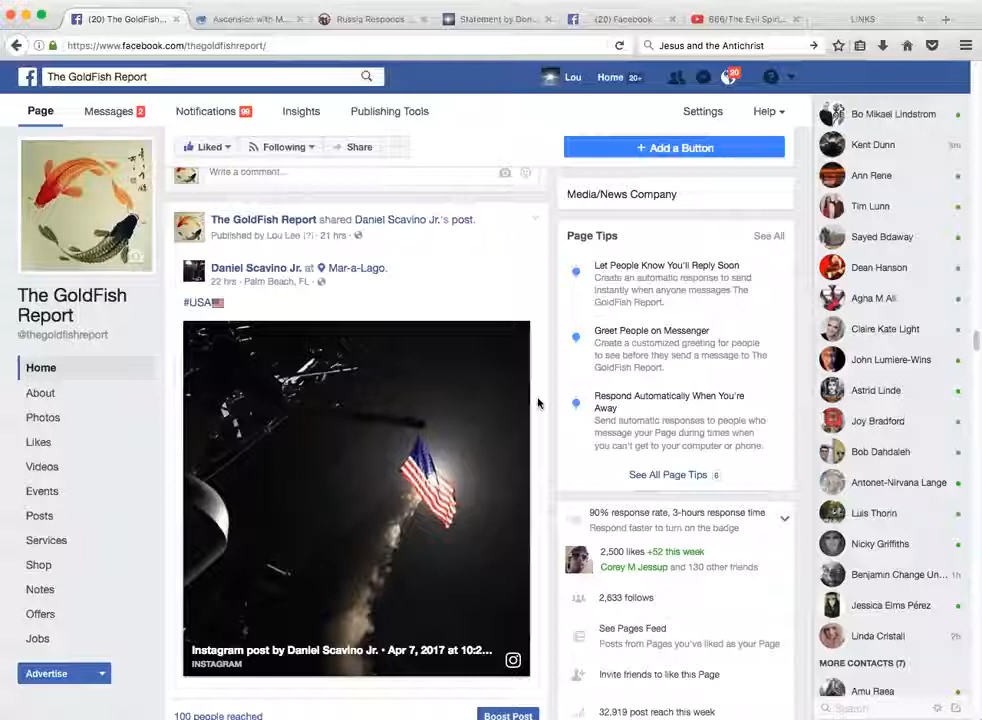 (20) The GoldFish...
Ascension with M...
Russia Responds ...
Statement by Don...
(20) Facebook
666/The Evil Spiri...
LINKS
https://www.facebook.com/thegoldfishreport/
Jesus and the Antichrist
The GoldFish Report
Lou
Home 20+
20
Page
Messages 2
Notifications 99
Insights
Publishing Tools
Settings
Help
Liked
Following
Share
+ Add a Button
Write a comment...
The GoldFish Report shared Daniel Scavino Jr.'s post.
Published by Lou Lee [?] · 21 hrs ·
Daniel Scavino Jr. at Mar-a-Lago.
22 hrs · Palm Beach, FL ·
#USA
Instagram post by Daniel Scavino Jr. • Apr 7, 2017 at 10:2...
INSTAGRAM
100 people reached
Boost Post
The GoldFish
Report
@thegoldfishreport
Home
About
Photos
Likes
Videos
Events
Posts
Services
Shop
Notes
Offers
Jobs
Advertise
Media/News Company
Page Tips
See All
Let People Know You'll Reply Soon
Create an automatic response to send
instantly when anyone messages The
GoldFish Report.
Greet People on Messenger
Create a customized greeting for people
to see before they send a message to The
GoldFish Report.
Respond Automatically When You're
Away
Send automatic responses to people who
message your Page during times when
you can't get to your computer or phone.
See All Page Tips 6
90% response rate, 3-hours response time
Respond faster to turn on the badge
2,500 likes +52 this week
Corey M Jessup and 130 other friends
2,633 follows
See Pages Feed
Posts from Pages you've liked as your Page
Invite friends to like this Page
32,919 post reach this week
Bo Mikael Lindstrom
Kent Dunn
Ann Rene
Tim Lunn
Sayed Bdaway
Dean Hanson
Agha M Ali
Claire Kate Light
John Lumiere-Wins
Astrid Linde
Joy Bradford
Bob Dahdaleh
Antonet-Nirvana Lange
Luis Thorin
Nicky Griffiths
Benjamin Change Un... 1h
Jessica Elms Pérez
Linda Cristali 2h
MORE CONTACTS (7)
Amu Raea
Search